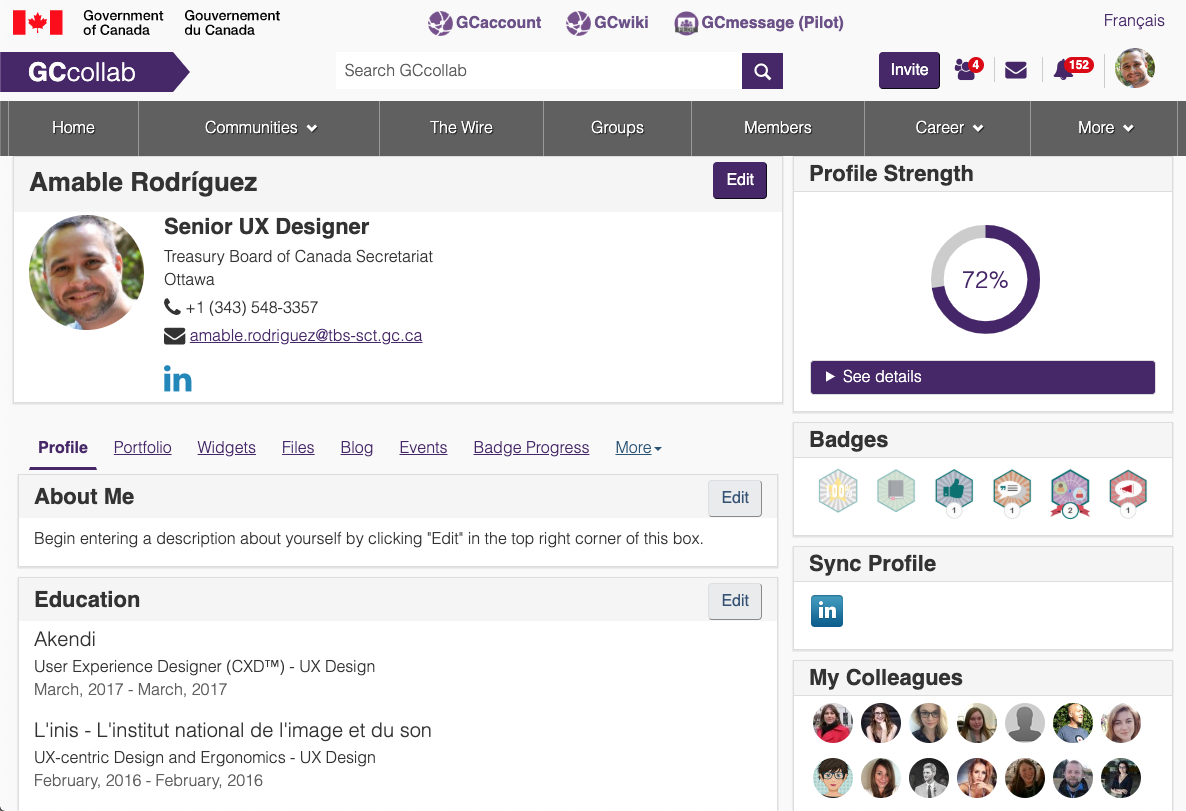 Government
of Canada
Gouvernement
du Canada
GCaccount
GCwiki
GCmessage (Pilot)
Français
GCcollab
Search GCcollab
Invite
4
152
Home
Communities
The Wire
Groups
Members
Career
More
Amable Rodríguez
Edit
Senior UX Designer
Treasury Board of Canada Secretariat
Ottawa
+1 (343) 548-3357
amable.rodriguez@tbs-sct.gc.ca
in
Profile Strength
72%
See details
Profile
Portfolio
Widgets
Files
Blog
Events
Badge Progress
More
About Me
Edit
Begin entering a description about yourself by clicking "Edit" in the top right corner of this box.
Education
Edit
Akendi
User Experience Designer (CXD™) - UX Design
March, 2017 - March, 2017
L'inis - L'institut national de l'image et du son
UX-centric Design and Ergonomics - UX Design
February, 2016 - February, 2016
Badges
100%
1
1
2
1
Sync Profile
in
My Colleagues